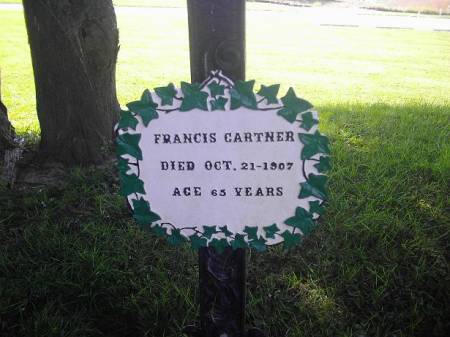 FRANCIS CARTNER
DIED OCT. 21-1907
AGE 65 YEARS